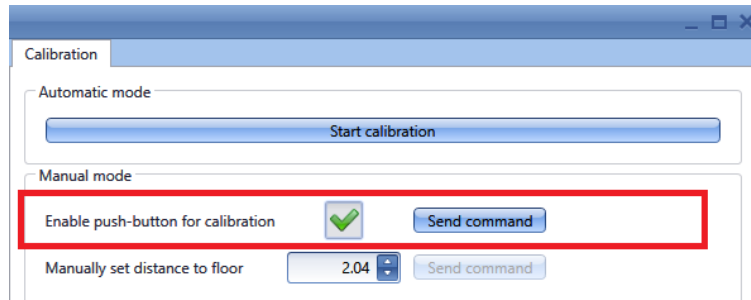 Calibration
Automatic mode
Start calibration
Manual mode
Enable push-button for calibration Send command
Manually set distance to floor 2.04 Send command